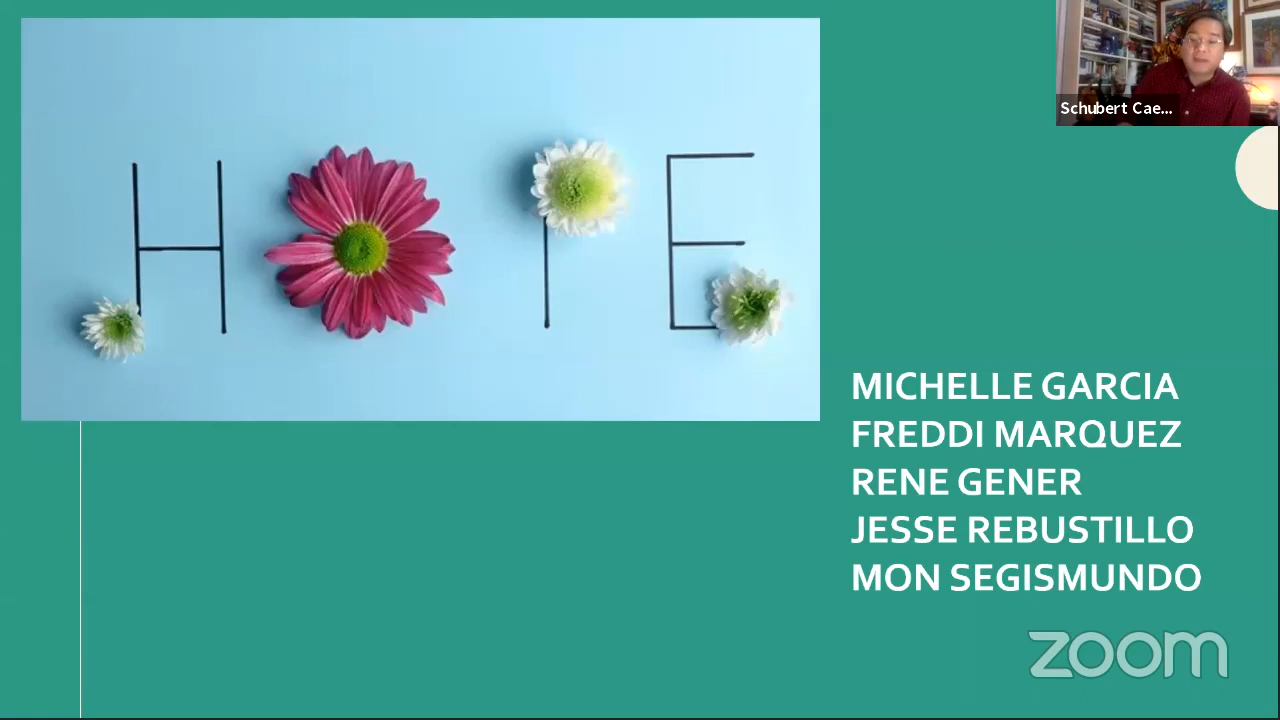 HOPE
Schubert Cae...
MICHELLE GARCIA
FREDDI MARQUEZ
RENE GENER
JESSE REBUSTILLO
MON SEGISMUNDO
zoom